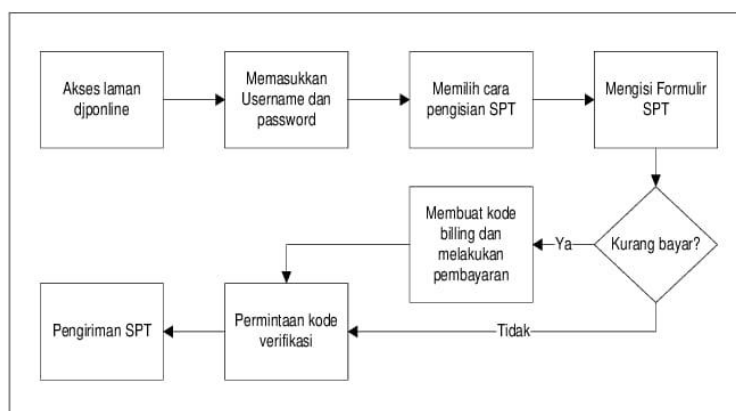 Akses laman
djponline
Memasukkan
Username dan
password
Memilih cara
pengisian SPT
Mengisi Formulir
SPT
Kurang bayar?
Ya
Membuat kode
billing dan
melakukan
pembayaran
Tidak
Permintaan kode
verifikasi
Pengiriman SPT